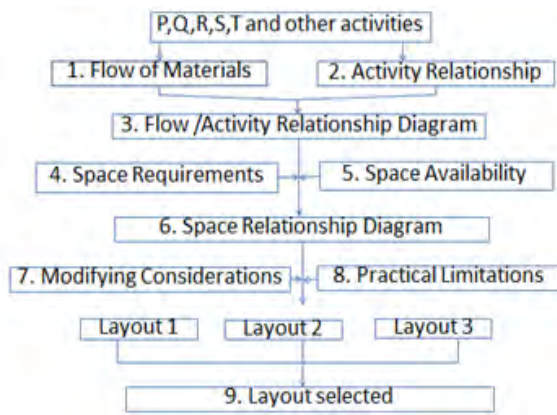 P,Q,R,S,T and other activities
1. Flow of Materials
2. Activity Relationship
3. Flow /Activity Relationship Diagram
4. Space Requirements
5. Space Availability
6. Space Relationship Diagram
7. Modifying Considerations
8. Practical Limitations
Layout 1
Layout 2
Layout 3
9. Layout selected